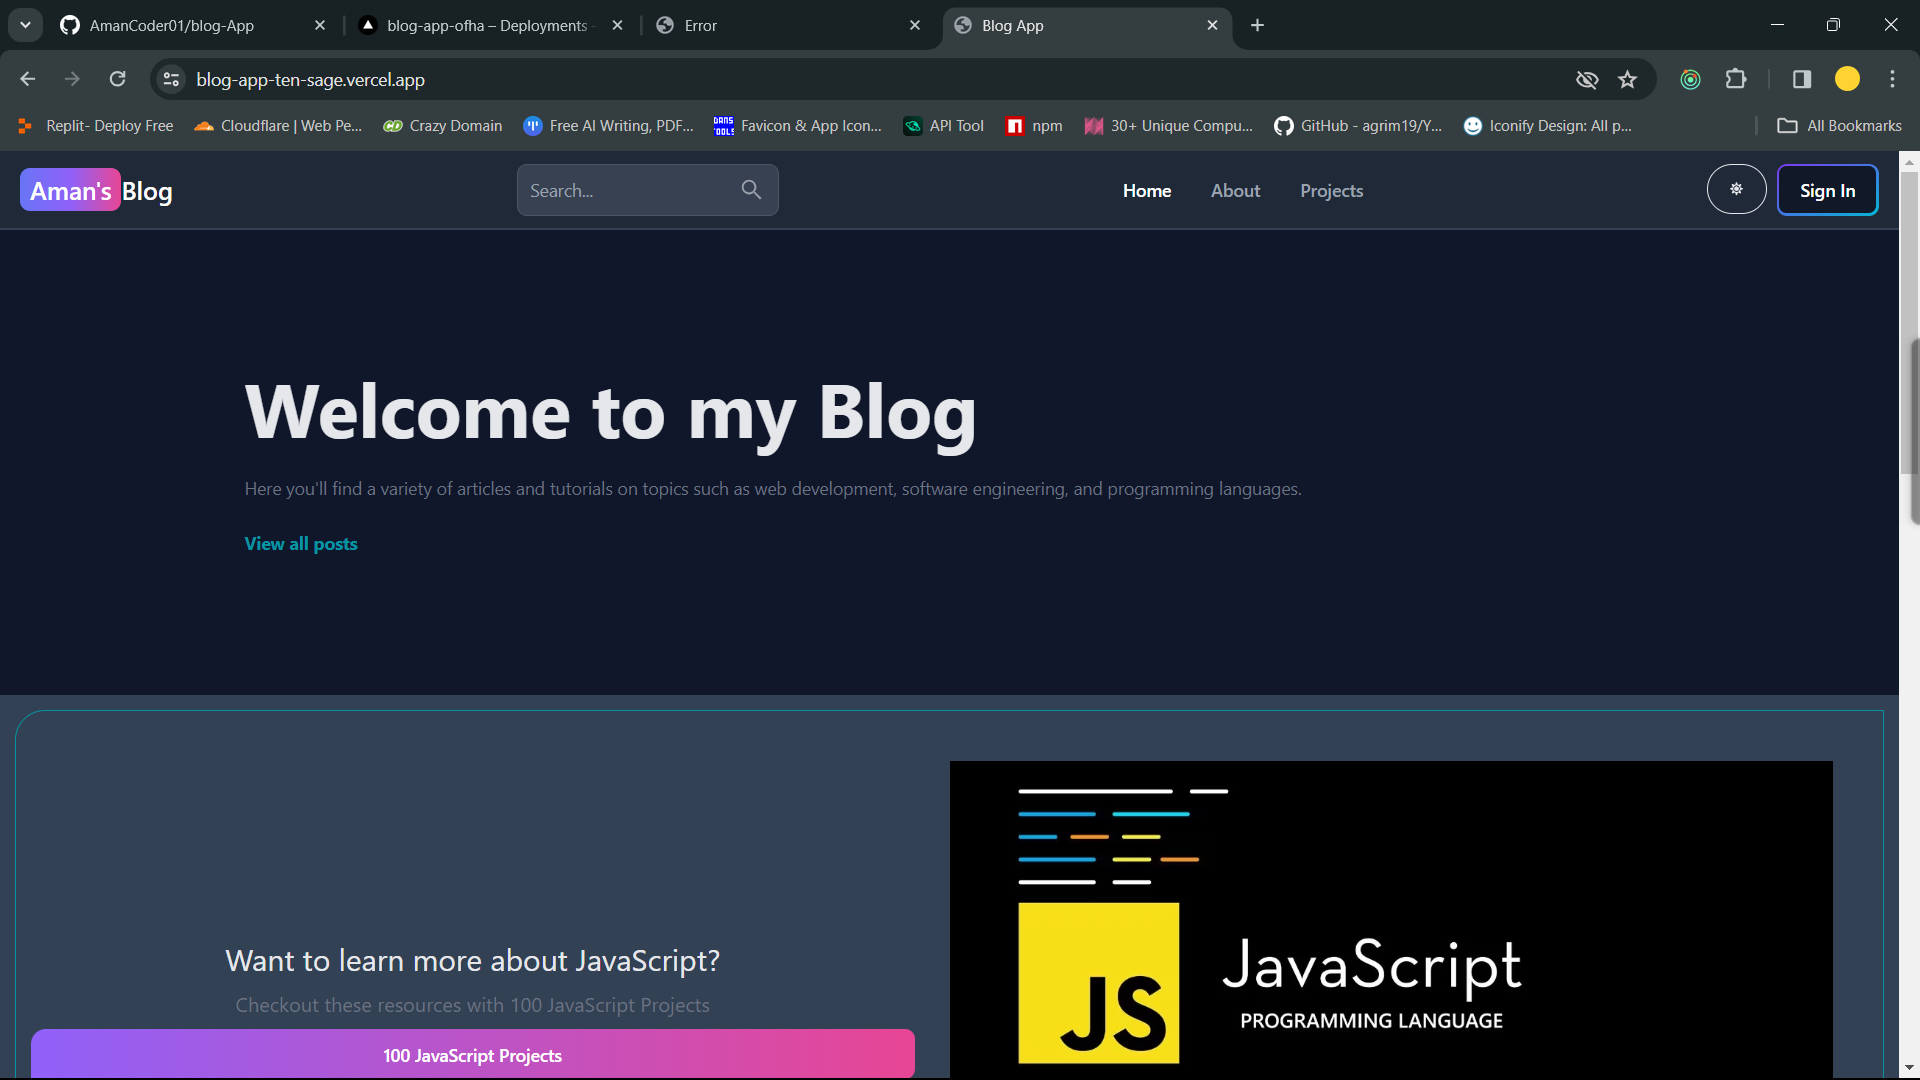 AmanCoder01/blog-App
blog-app-ofha – Deployments
Error
Blog App
blog-app-ten-sage.vercel.app
Replit- Deploy Free
Cloudflare | Web Pe...
Crazy Domain
Free AI Writing, PDF...
DANS TOOLS
Favicon & App Icon...
API Tool
npm
30+ Unique Compu...
GitHub - agrim19/Y...
Iconify Design: All p...
All Bookmarks
Aman's Blog
Search...
Home
About
Projects
Sign In
Welcome to my Blog
Here you'll find a variety of articles and tutorials on topics such as web development, software engineering, and programming languages.
View all posts
Want to learn more about JavaScript?
Checkout these resources with 100 JavaScript Projects
100 JavaScript Projects
JS
JavaScript
PROGRAMMING LANGUAGE